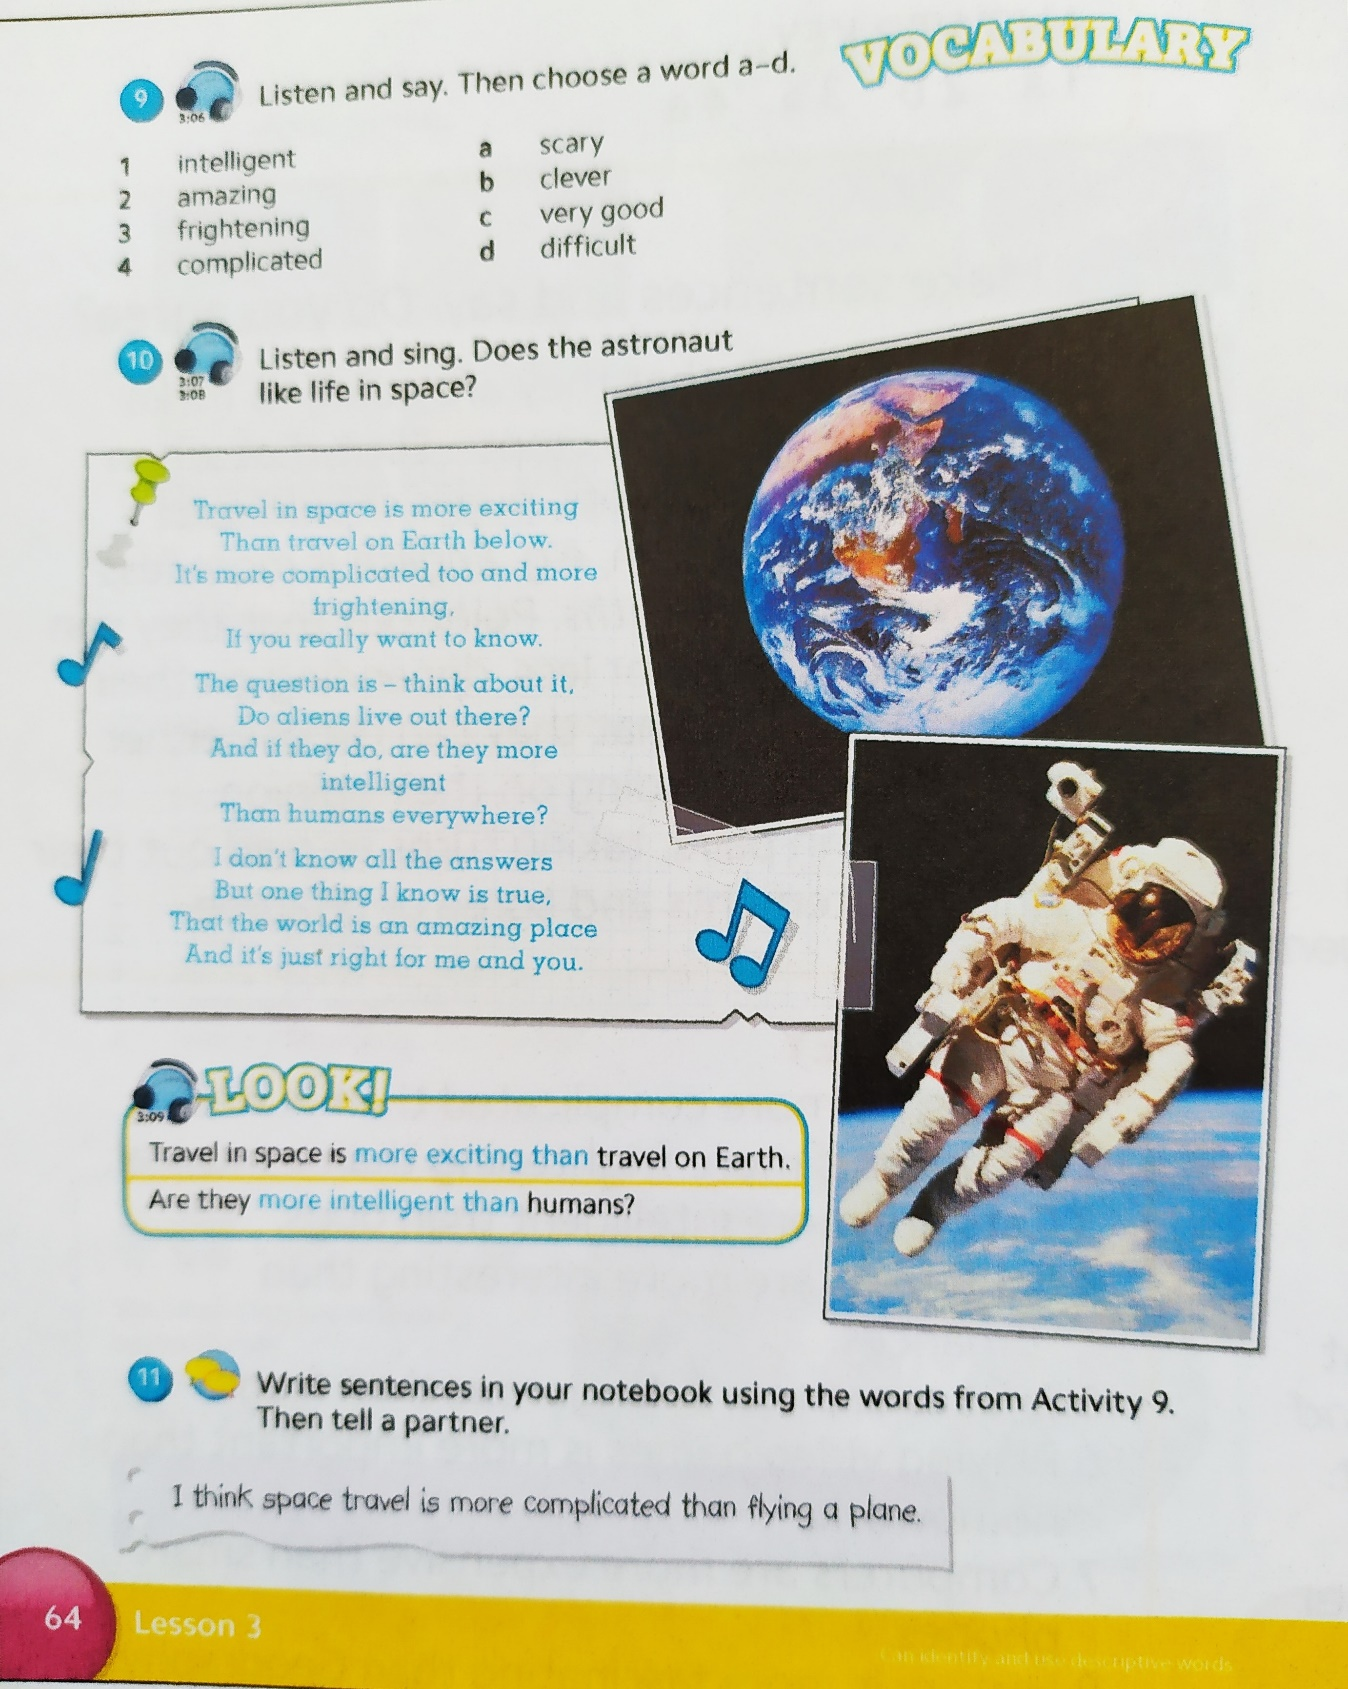 VOCABULARY
9 3:06 Listen and say. Then choose a word a–d.
1 intelligent a scary
2 amazing b clever
3 frightening c very good
4 complicated d difficult
10 3:07 3:08 Listen and sing. Does the astronaut
like life in space?
Travel in space is more exciting
Than travel on Earth below.
It's more complicated too and more
frightening,
If you really want to know.
The question is – think about it,
Do aliens live out there?
And if they do, are they more
intelligent
Than humans everywhere?
I don't know all the answers
But one thing I know is true,
That the world is an amazing place
And it's just right for me and you.
3:09 LOOK!
Travel in space is more exciting than travel on Earth.
Are they more intelligent than humans?
11 Write sentences in your notebook using the words from Activity 9.
Then tell a partner.
I think space travel is more complicated than flying a plane.
64 Lesson 3
Can identify and use descriptive words